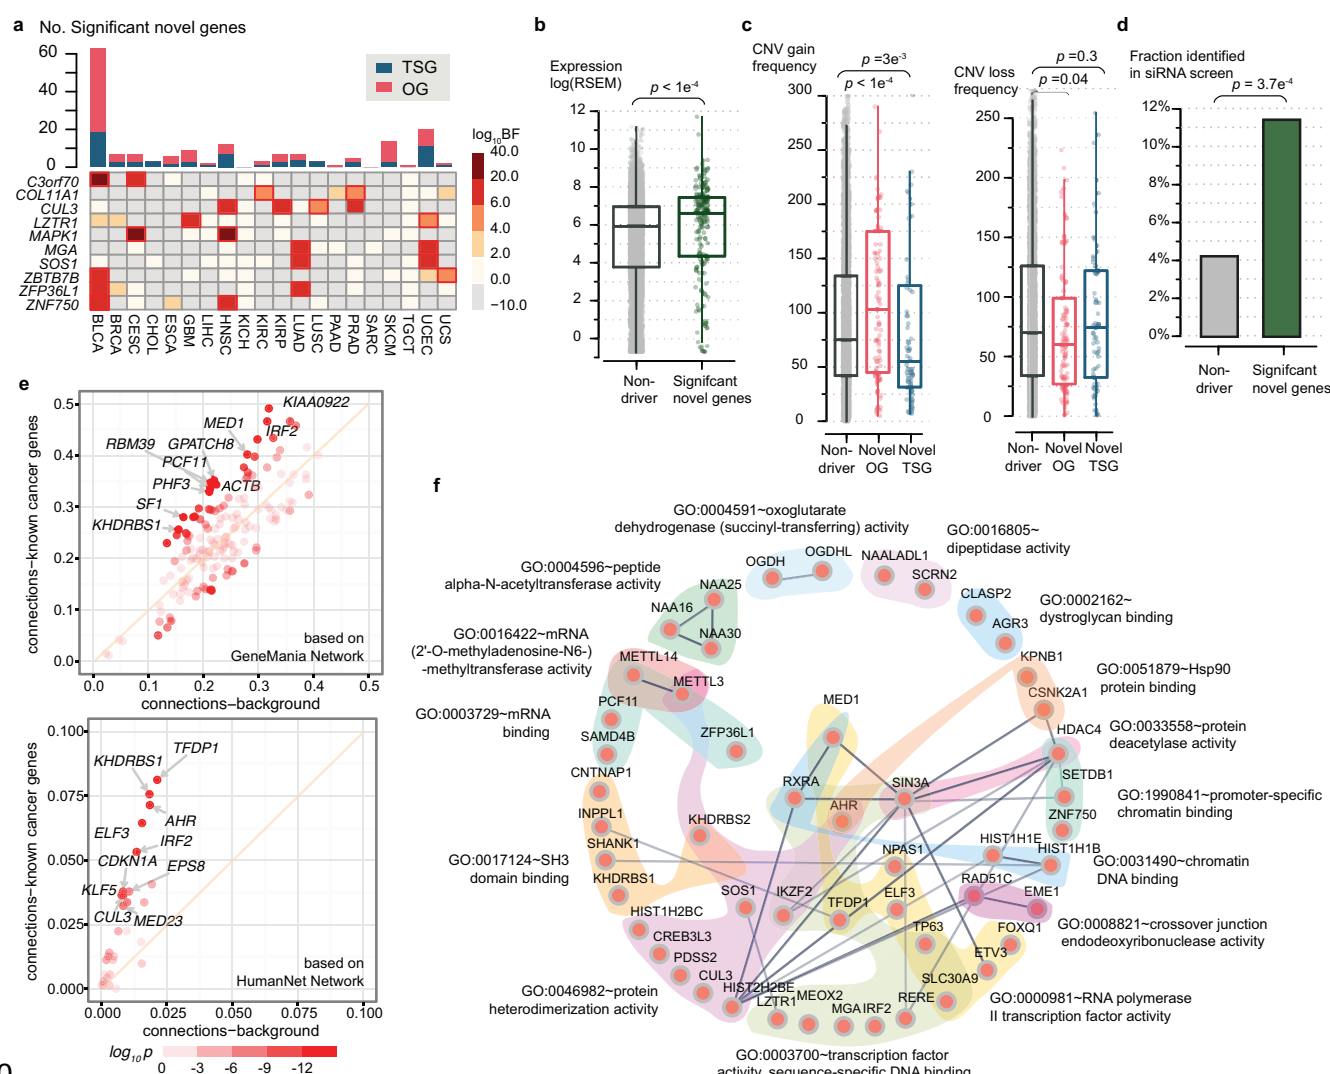 a No. Significant novel genes
60
40
20
0
TSG
OG
log10BF
40.0
20.0
6.0
4.0
2.0
0.0
−10.0
C3orf70
COL11A1
CUL3
LZTR1
MAPK1
MGA
SOS1
ZBTB7B
ZFP36L1
ZNF750
BLCA BRCA CESC CHOL ESCA GBM LIHC HNSC KICH KIRC KIRP LUAD LUSC PAAD PRAD SARC SKCM TGCT UCEC UCS
b
Expression
log(RSEM)
p < 1e-4
12
10
8
6
4
2
0
Non-
driver
Signifcant
novel genes
c
CNV gain
frequency
p =3e-3
p < 1e-4
300
250
200
150
100
50
0
Non-
driver
Novel
OG
Novel
TSG
CNV loss
frequency
p =0.3
p =0.04
250
200
150
100
50
0
Non-
driver
Novel
OG
Novel
TSG
d
Fraction identified
in siRNA screen
p = 3.7e-4
12%
10%
8%
6%
4%
2%
0%
Non-
driver
Signifcant
novel genes
e
connections−known cancer genes
0.5
0.4
0.3
0.2
0.1
0.0
KIAA0922
MED1
IRF2
RBM39
GPATCH8
PCF11
PHF3
ACTB
SF1
KHDRBS1
based on
GeneMania Network
0.0 0.1 0.2 0.3 0.4 0.5
connections−background
connections−known cancer genes
0.100
0.075
0.050
0.025
0.000
TFDP1
KHDRBS1
AHR
ELF3
IRF2
CDKN1A
EPS8
KLF5
CUL3
MED23
based on
HumanNet Network
0.000 0.025 0.050 0.075 0.100
connections−background
log10p
0 -3 -6 -9 -12
f
GO:0004591~oxoglutarate
dehydrogenase (succinyl-transferring) activity
GO:0016805~
dipeptidase activity
OGDH
OGDHL
NAALADL1
SCRN2
GO:0004596~peptide
alpha-N-acetyltransferase activity
NAA25
NAA16
NAA30
CLASP2
AGR3
GO:0002162~
dystroglycan binding
GO:0016422~mRNA
(2'-O-methyladenosine-N6-)
-methyltransferase activity
METTL14
METTL3
KPNB1
CSNK2A1
GO:0051879~Hsp90
protein binding
GO:0003729~mRNA
binding
PCF11
SAMD4B
ZFP36L1
MED1
HDAC4
GO:0033558~protein
deacetylase activity
CNTNAP1
INPPL1
SHANK1
KHDRBS1
KHDRBS2
RXRA
AHR
SIN3A
SETDB1
ZNF750
GO:1990841~promoter-specific
chromatin binding
GO:0017124~SH3
domain binding
NPAS1
HIST1H1E
HIST1H1B
GO:0031490~chromatin
DNA binding
SOS1
IKZF2
TFDP1
ELF3
RAD51C
EME1
GO:0008821~crossover junction
endodeoxyribonuclease activity
HIST1H2BC
CREB3L3
PDSS2
CUL3
HIST2H2BE
TP63
FOXQ1
ETV3
SLC30A9
GO:0046982~protein
heterodimerization activity
LZTR1
MEOX2
MGA
IRF2
RERE
GO:0000981~RNA polymerase
II transcription factor activity
GO:0003700~transcription factor
activity, sequence-specific DNA binding